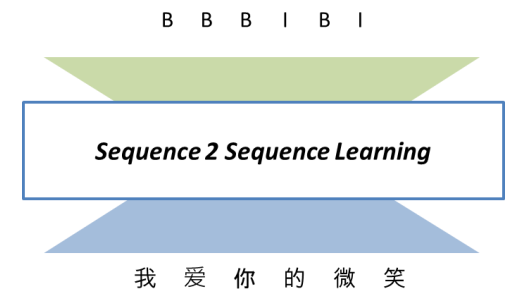 B B B I B I
Sequence 2 Sequence Learning
我 爱 你 的 微 笑